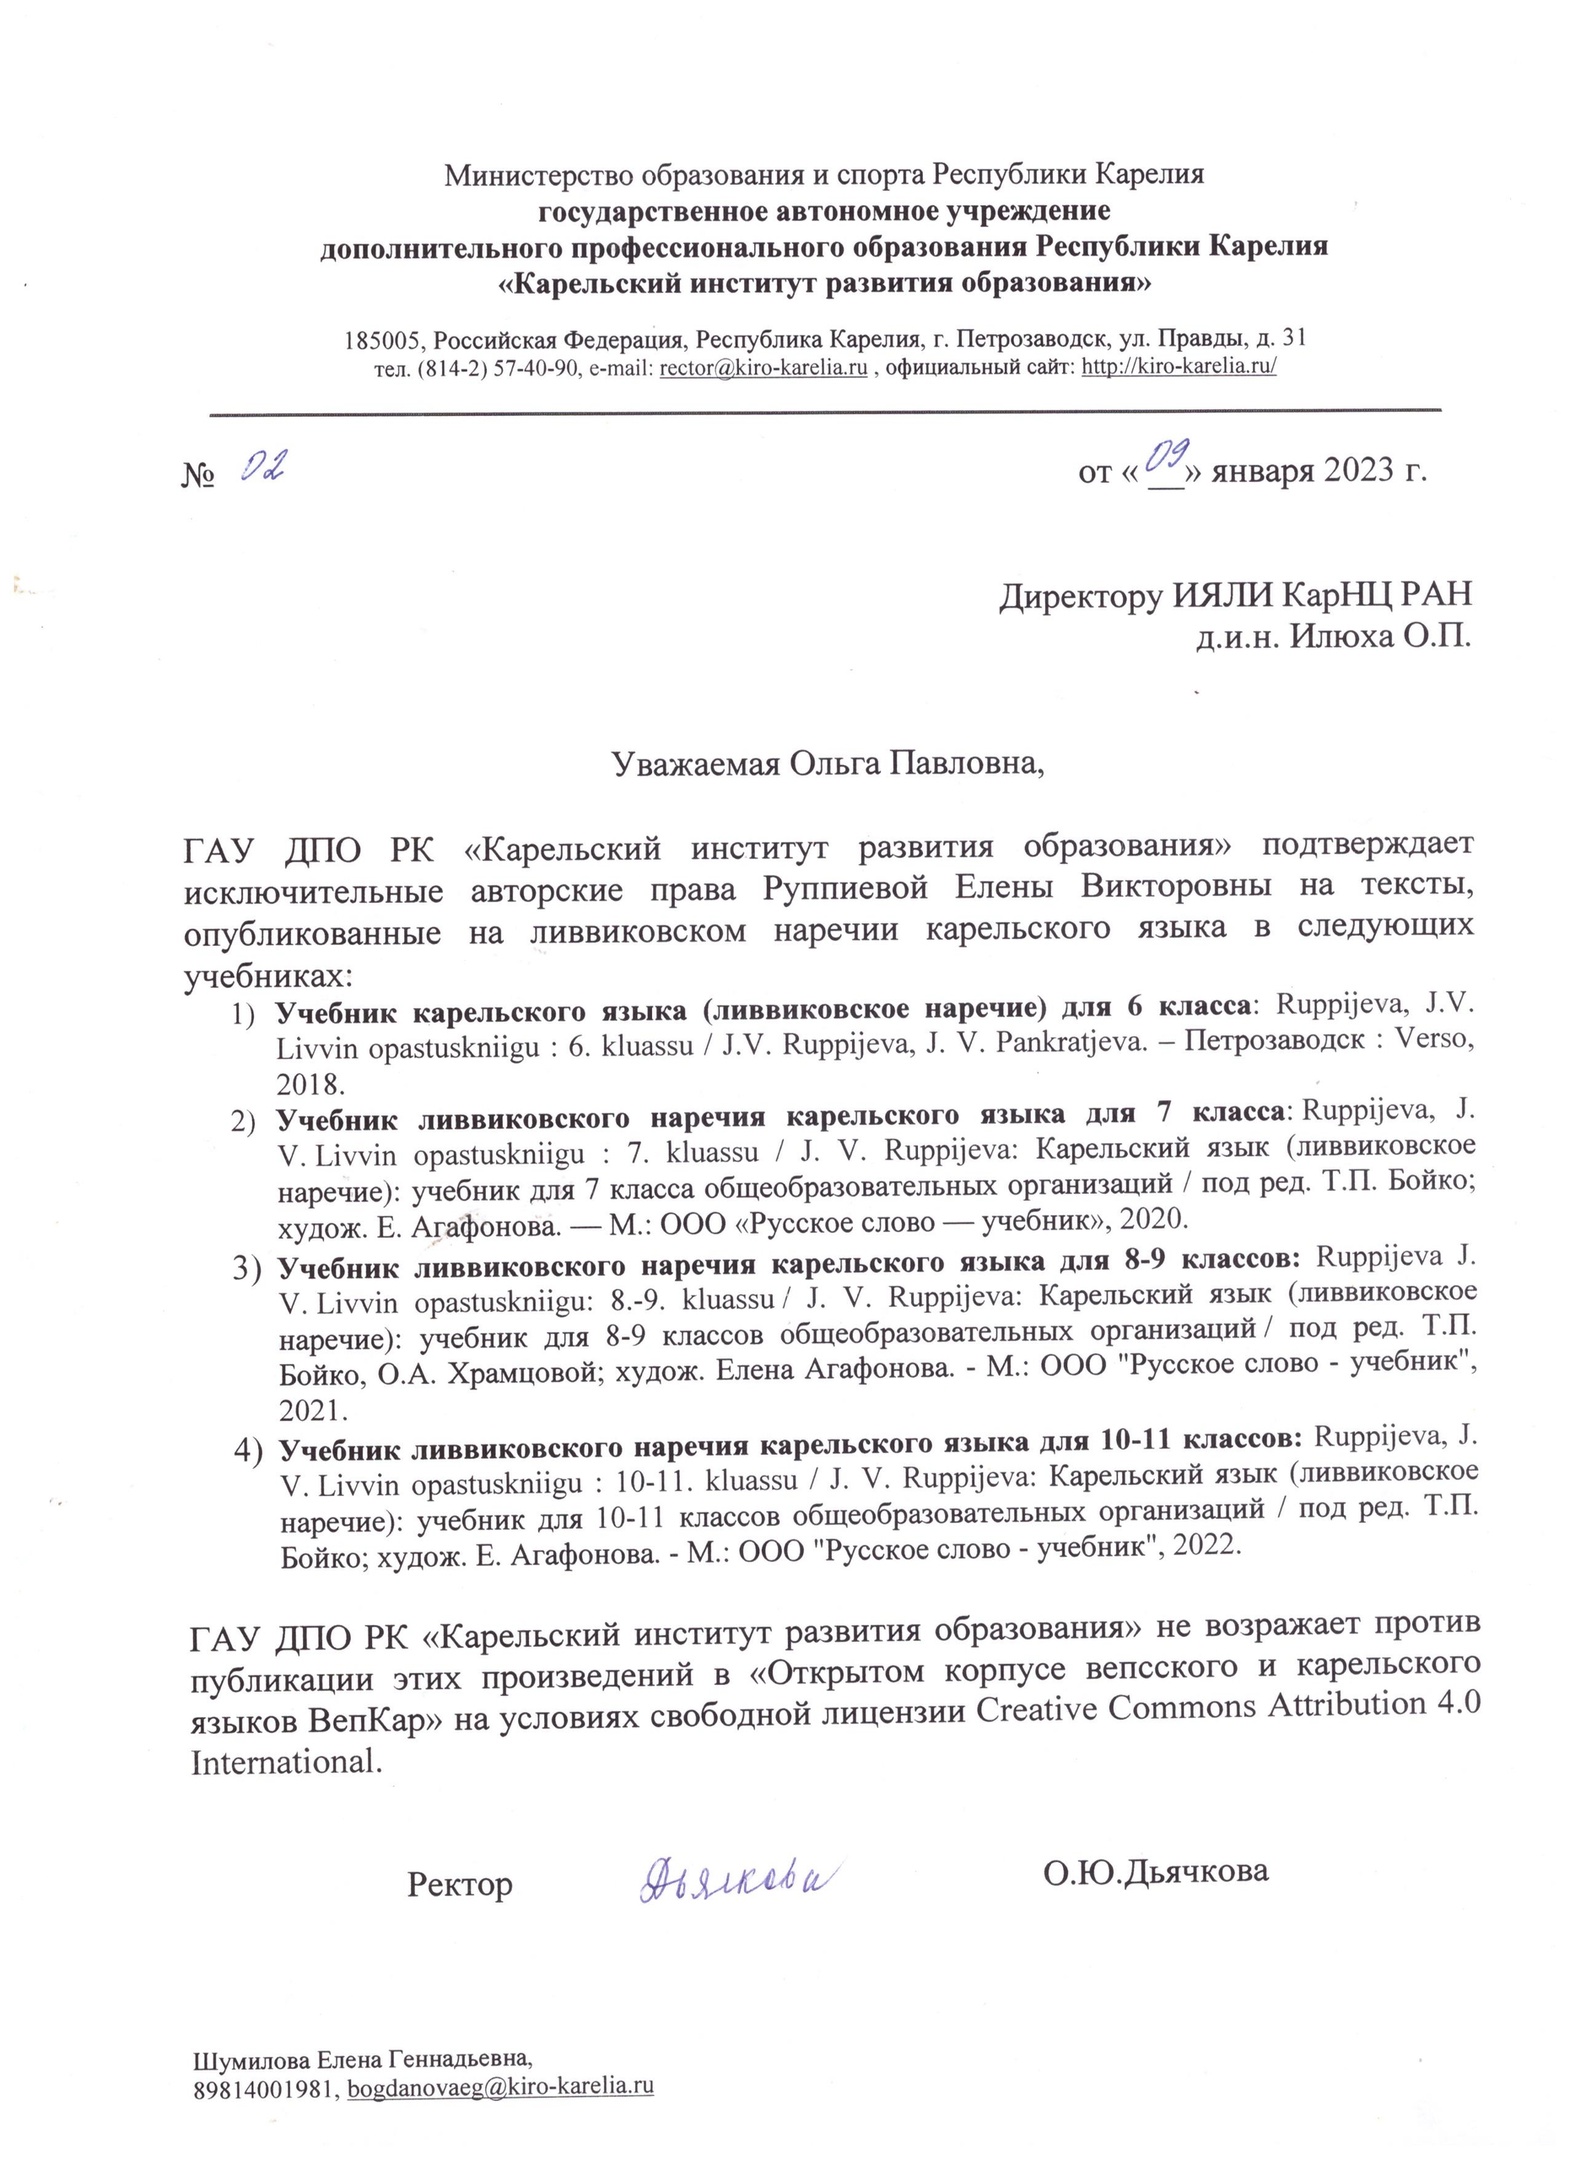 Министерство образования и спорта Республики Карелия
государственное автономное учреждение
дополнительного профессионального образования Республики Карелия
«Карельский институт развития образования»
185005, Российская Федерация, Республика Карелия, г. Петрозаводск, ул. Правды, д. 31
тел. (814-2) 57-40-90, e-mail: rector@kiro-karelia.ru , официальный сайт: http://kiro-karelia.ru/
№ 02
от « 09 » января 2023 г.
Директору ИЯЛИ КарНЦ РАН
д.и.н. Илюха О.П.
Уважаемая Ольга Павловна,
ГАУ ДПО РК «Карельский институт развития образования» подтверждает
исключительные авторские права Руппиевой Елены Викторовны на тексты,
опубликованные на ливвиковском наречии карельского языка в следующих
учебниках:
1) Учебник карельского языка (ливвиковское наречие) для 6 класса: Ruppijeva, J.V.
Livvin opastuskniigu : 6. kluassu / J.V. Ruppijeva, J. V. Pankratjeva. – Петрозаводск : Verso,
2018.
2) Учебник ливвиковского наречия карельского языка для 7 класса: Ruppijeva, J.
V. Livvin opastuskniigu : 7. kluassu / J. V. Ruppijeva: Карельский язык (ливвиковское
наречие): учебник для 7 класса общеобразовательных организаций / под ред. Т.П. Бойко;
худож. Е. Агафонова. — М.: ООО «Русское слово — учебник», 2020.
3) Учебник ливвиковского наречия карельского языка для 8-9 классов: Ruppijeva J.
V. Livvin opastuskniigu: 8.-9. kluassu / J. V. Ruppijeva: Карельский язык (ливвиковское
наречие): учебник для 8-9 классов общеобразовательных организаций / под ред. Т.П.
Бойко, О.А. Храмцовой; худож. Елена Агафонова. - М.: ООО "Русское слово - учебник",
2021.
4) Учебник ливвиковского наречия карельского языка для 10-11 классов: Ruppijeva, J.
V. Livvin opastuskniigu : 10-11. kluassu / J. V. Ruppijeva: Карельский язык (ливвиковское
наречие): учебник для 10-11 классов общеобразовательных организаций / под ред. Т.П.
Бойко; худож. Е. Агафонова. - М.: ООО "Русское слово - учебник", 2022.
ГАУ ДПО РК «Карельский институт развития образования» не возражает против
публикации этих произведений в «Открытом корпусе вепсского и карельского
языков ВепКар» на условиях свободной лицензии Creative Commons Attribution 4.0
International.
Ректор Дьячкова О.Ю.Дьячкова
Шумилова Елена Геннадьевна,
89814001981, bogdanovaeg@kiro-karelia.ru